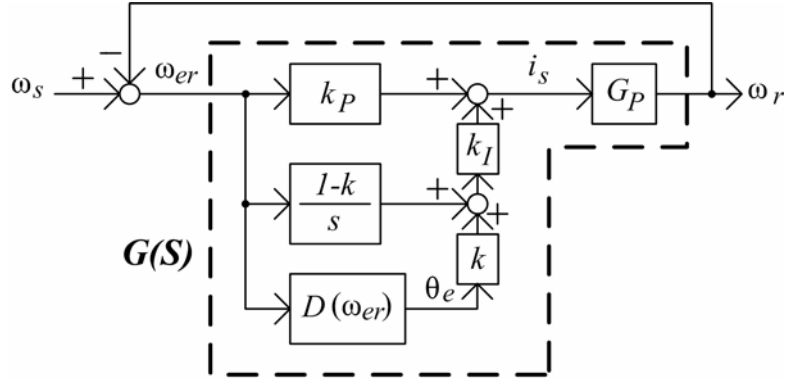 ω_s + − ω_er
k_P + + i_s G_P ω_r
k_I
1-k
s
+ +
G(S)
k
D(ω_er) θ_e